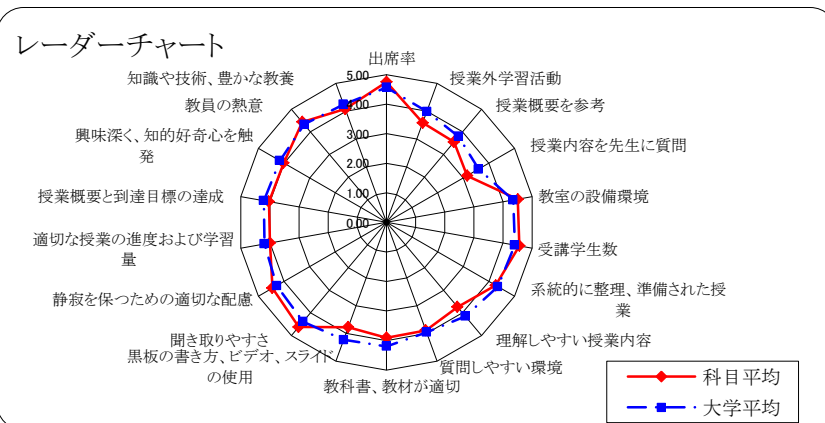 レーダーチャート
出席率
授業外学習活動
授業概要を参考
授業内容を先生に質問
教室の設備環境
受講学生数
系統的に整理、準備された授
業
理解しやすい授業内容
質問しやすい環境
教科書、教材が適切
黒板の書き方、ビデオ、スライド
の使用
聞き取りやすさ
静寂を保つための適切な配慮
適切な授業の進度および学習
量
授業概要と到達目標の達成
興味深く、知的好奇心を触
発
教員の熱意
知識や技術、豊かな教養
5.00
4.00
3.00
2.00
1.00
0.00
科目平均
大学平均